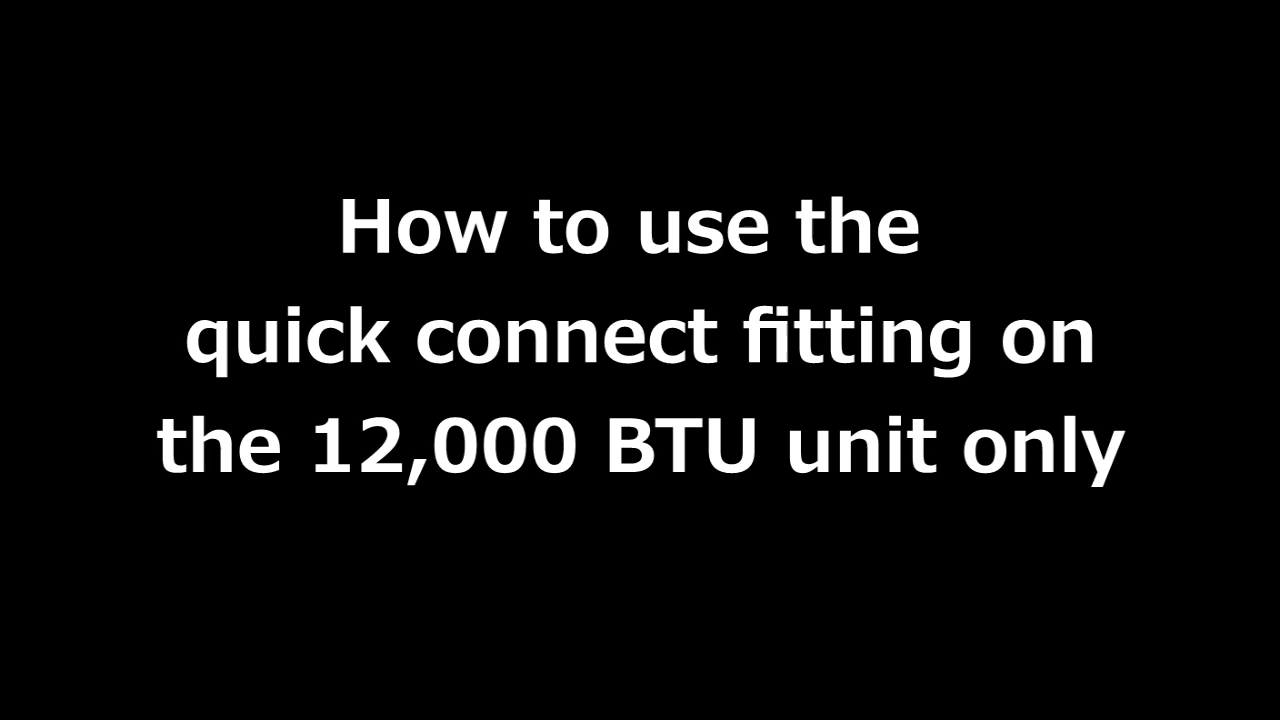 How to use the
quick connect fitting on
the 12,000 BTU unit only